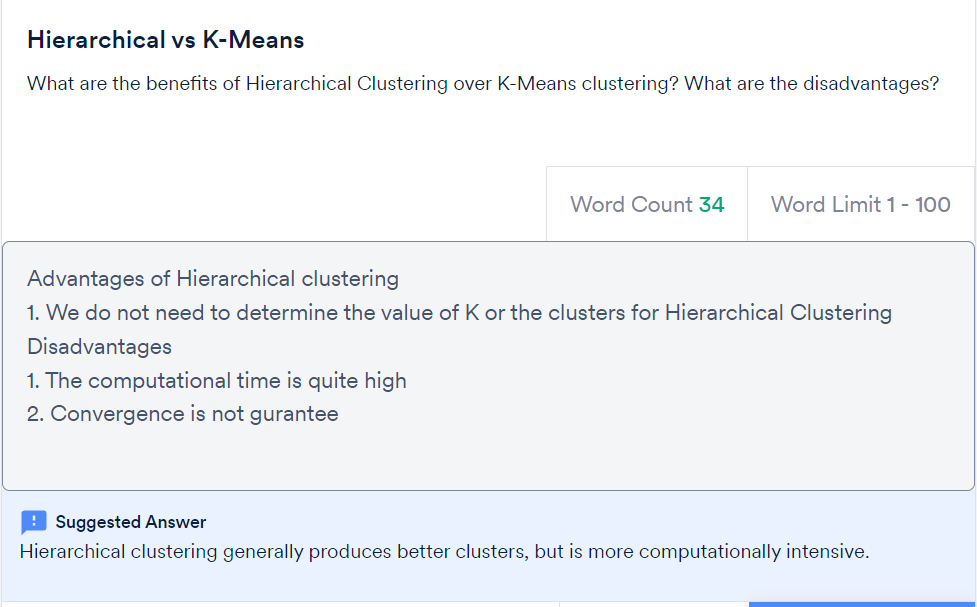 Hierarchical vs K-Means
What are the benefits of Hierarchical Clustering over K-Means clustering? What are the disadvantages?
Word Count 34
Word Limit 1 - 100
Advantages of Hierarchical clustering
1. We do not need to determine the value of K or the clusters for Hierarchical Clustering
Disadvantages
1. The computational time is quite high
2. Convergence is not gurantee
Suggested Answer
Hierarchical clustering generally produces better clusters, but is more computationally intensive.